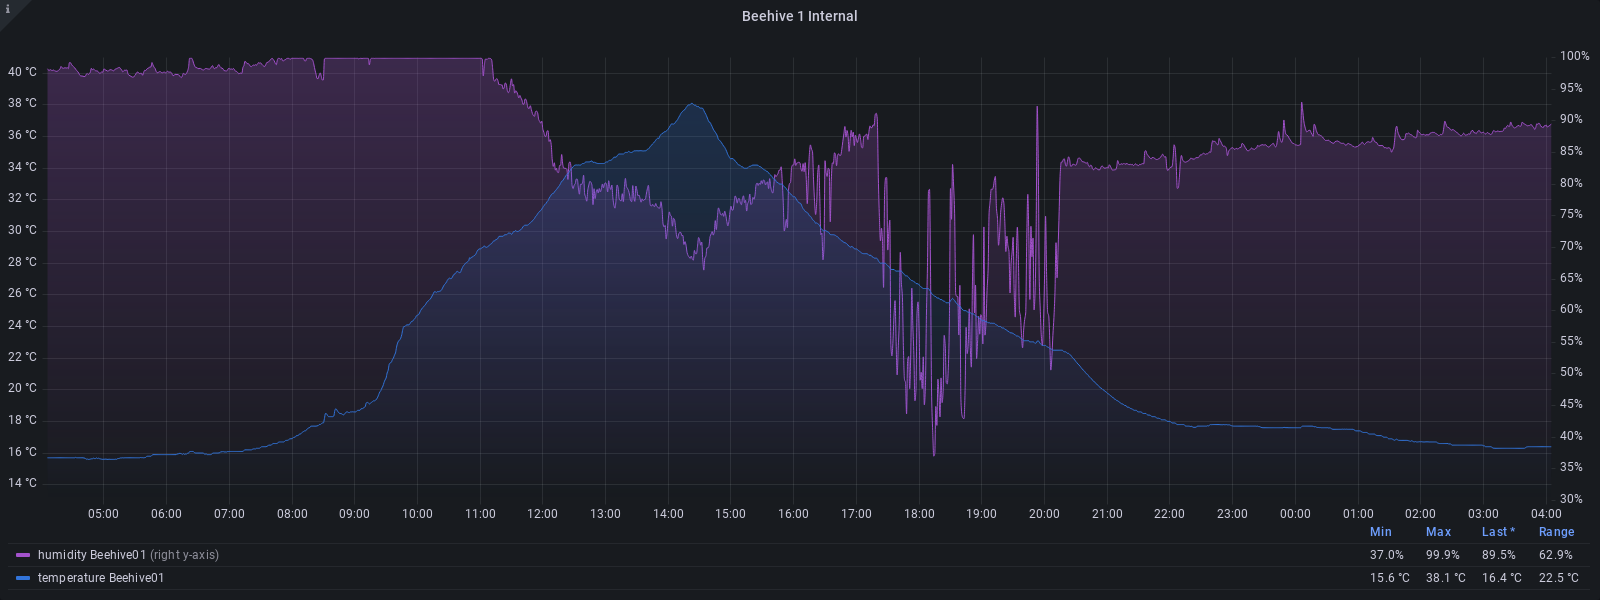 i
Beehive 1 Internal
40 °C
38 °C
36 °C
34 °C
32 °C
30 °C
28 °C
26 °C
24 °C
22 °C
20 °C
18 °C
16 °C
14 °C
100%
95%
90%
85%
80%
75%
70%
65%
60%
55%
50%
45%
40%
35%
30%
05:00 06:00 07:00 08:00 09:00 10:00 11:00 12:00 13:00 14:00 15:00 16:00 17:00 18:00 19:00 20:00 21:00 22:00 23:00 00:00 01:00 02:00 03:00 04:00
Min Max Last * Range
humidity Beehive01 (right y-axis) 37.0% 99.9% 89.5% 62.9%
temperature Beehive01 15.6 °C 38.1 °C 16.4 °C 22.5 °C